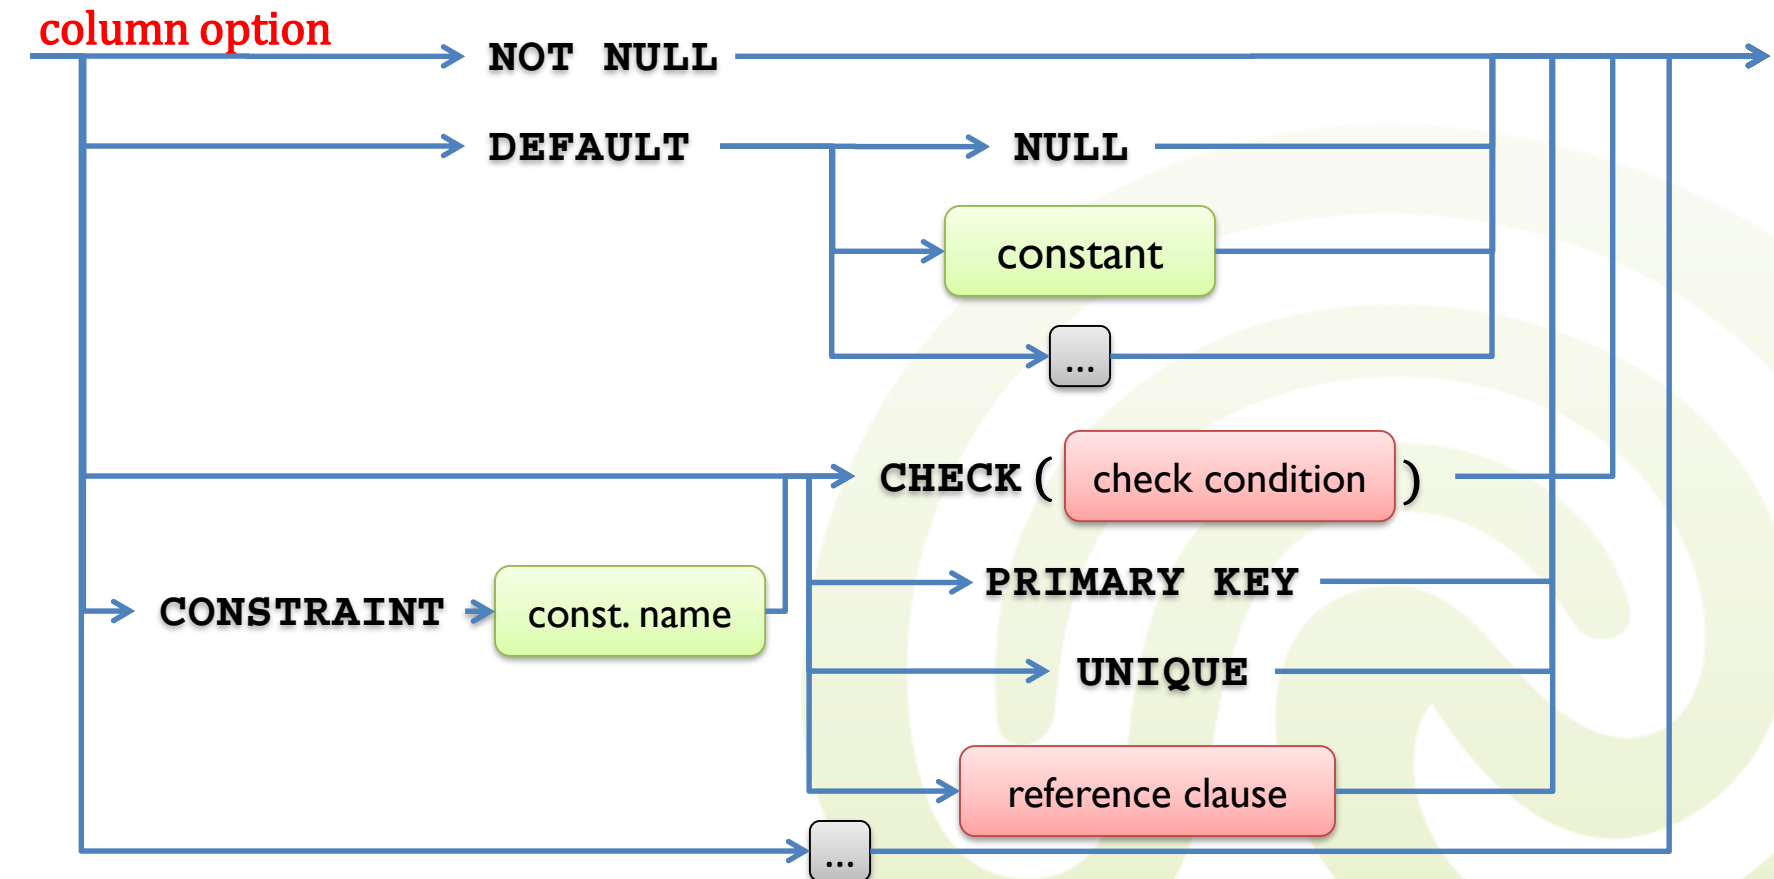 column option
NOT NULL
DEFAULT NULL
constant
...
CHECK ( check condition )
PRIMARY KEY
CONSTRAINT const. name
UNIQUE
reference clause
...